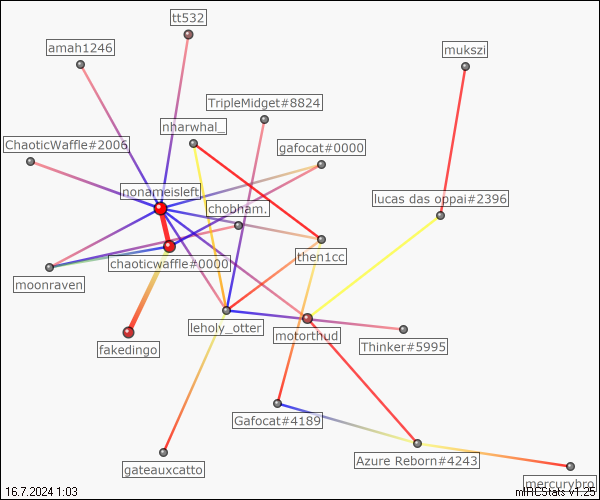 tt532
amah1246
mukszi
TripleMidget#8824
nharwhal_
ChaoticWaffle#2006
gafocat#0000
nonameisleft
lucas das oppai#2396
chobham.
then1cc
chaoticwaffle#0000
moonraven
leholy_otter
motorthud
Thinker#5995
fakedingo
Gafocat#4189
Azure Reborn#4243
gateauxcatto
mercurybro
16.7.2024 1:03
mIRCStats v1.25